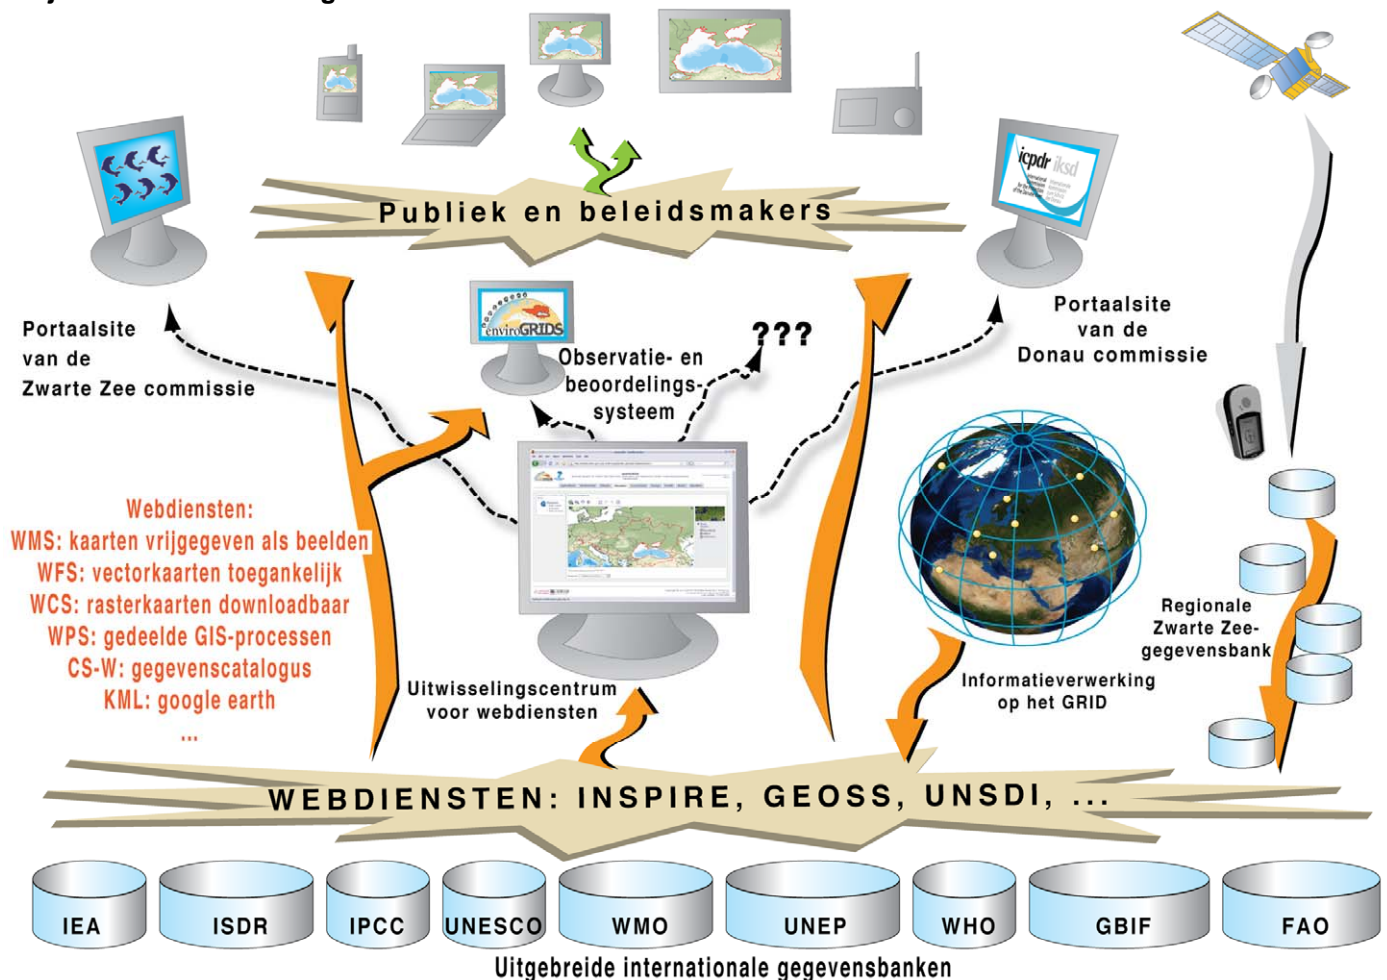 Publiek en beleidsmakers
icpdr iksd
Portaalsite
van de
Zwarte Zee commissie
enviroGRIDS
Observatie- en
beoordelings-
systeem
???
Portaalsite
van de
Donau commissie
Webdiensten:
WMS: kaarten vrijgegeven als beelden
WFS: vectorkaarten toegankelijk
WCS: rasterkaarten downloadbaar
WPS: gedeelde GIS-processen
CS-W: gegevenscatalogus
KML: google earth
...
Uitwisselingscentrum
voor webdiensten
Informatieverwerking
op het GRID
Regionale
Zwarte Zee-
gegevensbank
WEBDIENSTEN: INSPIRE, GEOSS, UNSDI, ...
IEA
ISDR
IPCC
UNESCO
WMO
UNEP
WHO
GBIF
FAO
Uitgebreide internationale gegevensbanken